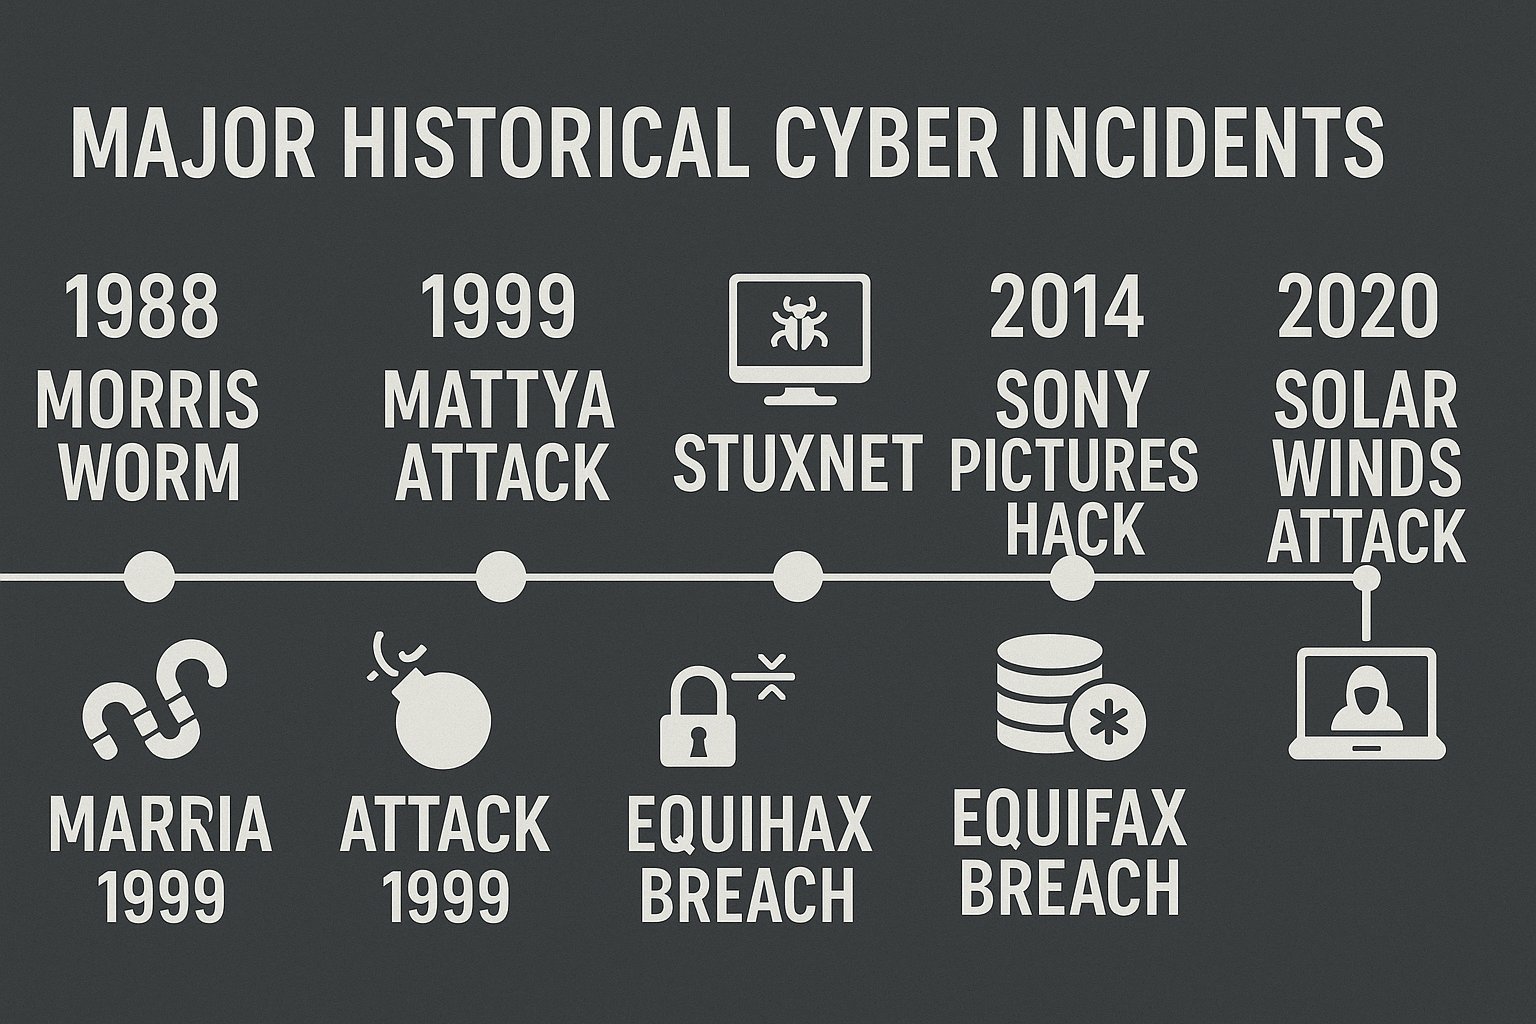 MAJOR HISTORICAL CYBER INCIDENTS
1988
MORRIS
WORM
1999
MATTYA
ATTACK
STUXNET
2014
SONY
PICTURES
HACK
2020
SOLAR
WINDS
ATTACK
MARRIA
1999
ATTACK
1999
EQUIHAX
BREACH
EQUIFAX
BREACH